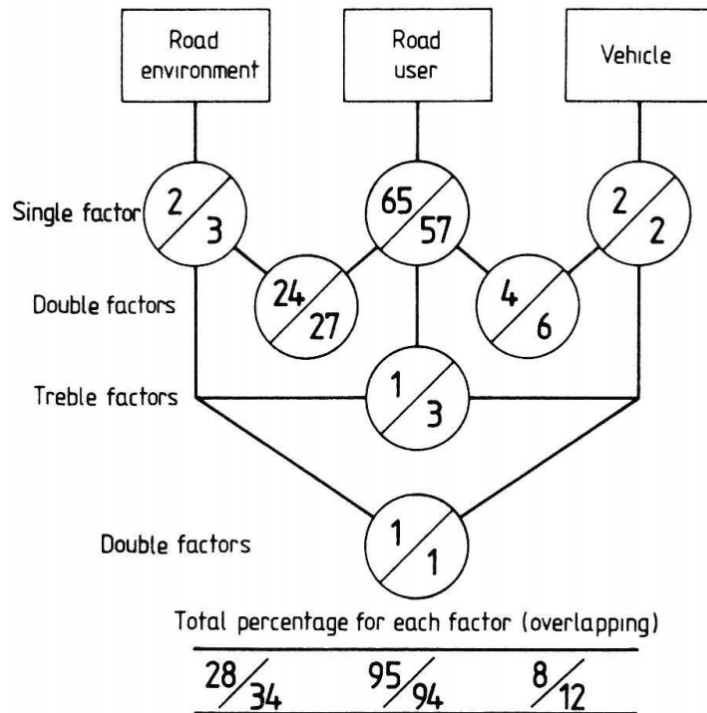 Road
environment
Road
user
Vehicle
Single factor
2/3
65/57
2/2
Double factors
24/27
4/6
Treble factors
1/3
Double factors
1/1
Total percentage for each factor (overlapping)
28/34
95/94
8/12